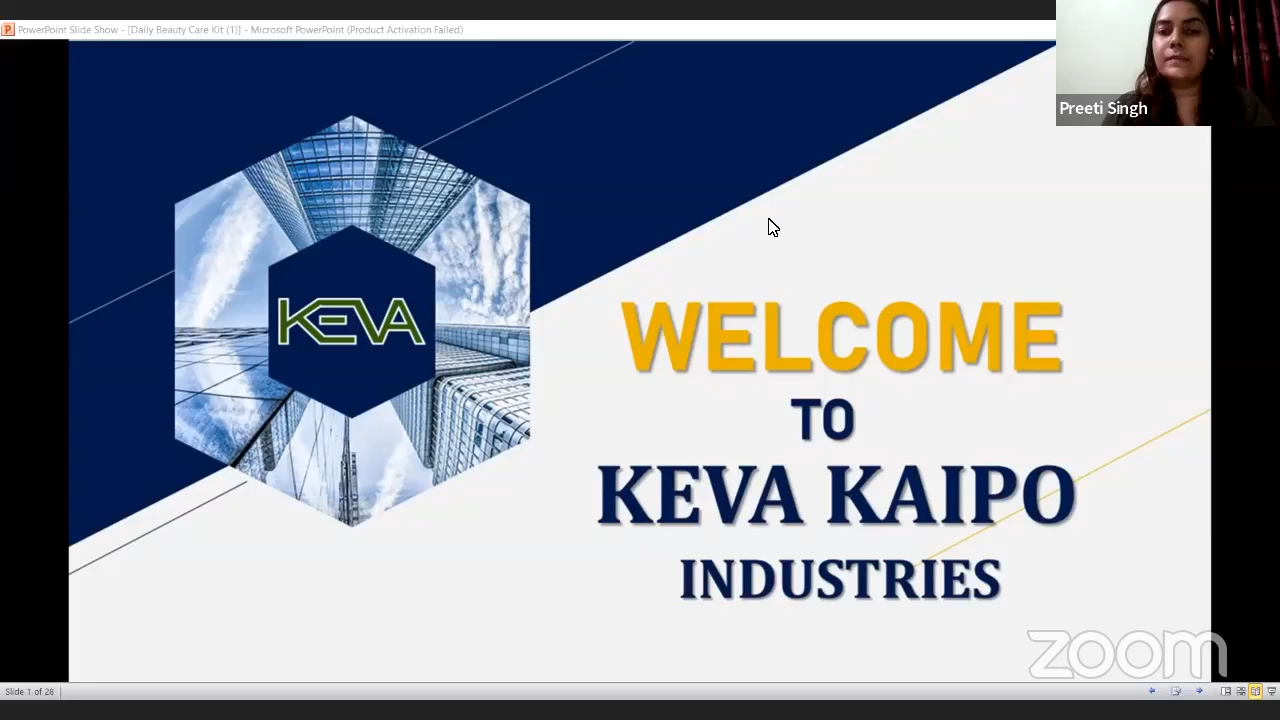 PowerPoint Slide Show - [Daily Beauty Care Kit (1)] - Microsoft PowerPoint (Product Activation Failed)
Preeti Singh
KEVA
WELCOME
TO
KEVA KAIPO
INDUSTRIES
zoom
Slide 1 of 28